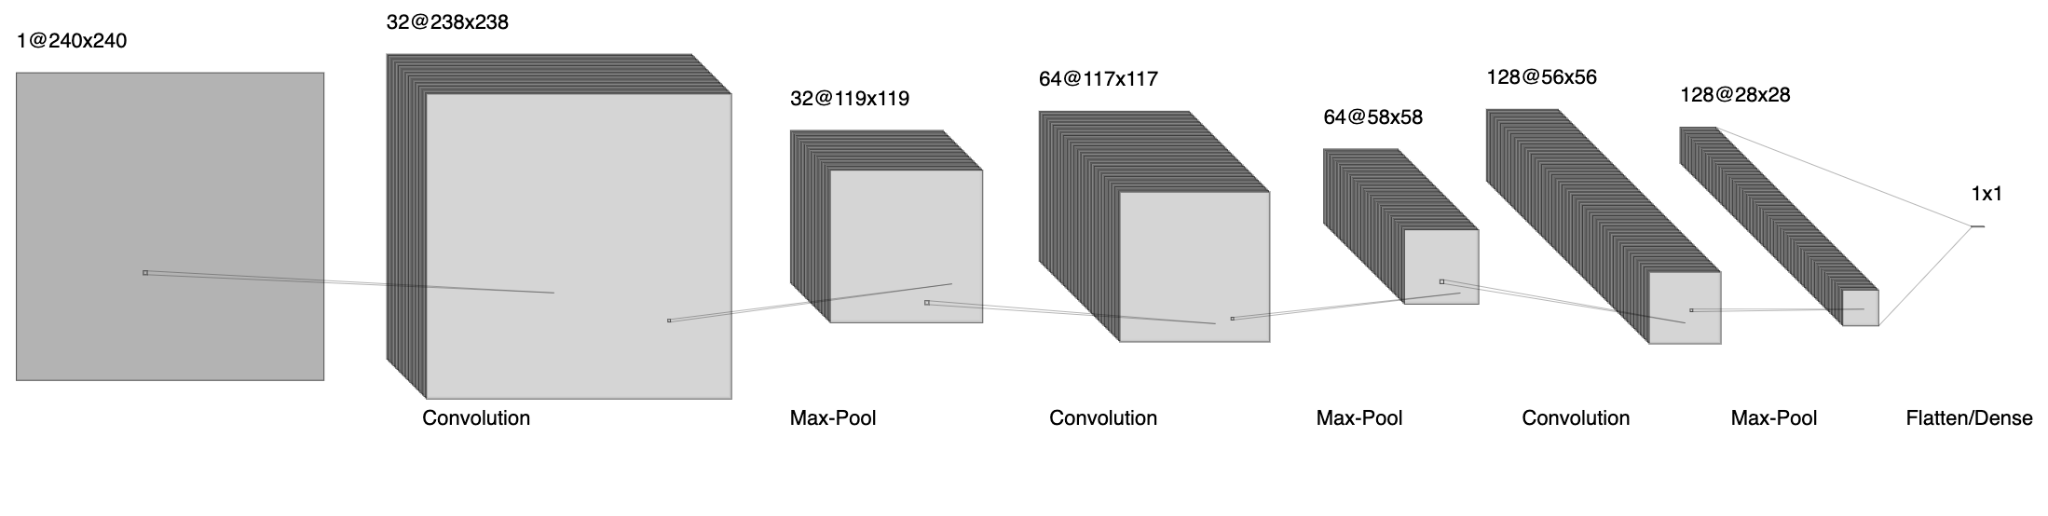 1@240x240
32@238x238
32@119x119
64@117x117
64@58x58
128@56x56
128@28x28
1x1
Convolution
Max-Pool
Convolution
Max-Pool
Convolution
Max-Pool
Flatten/Dense